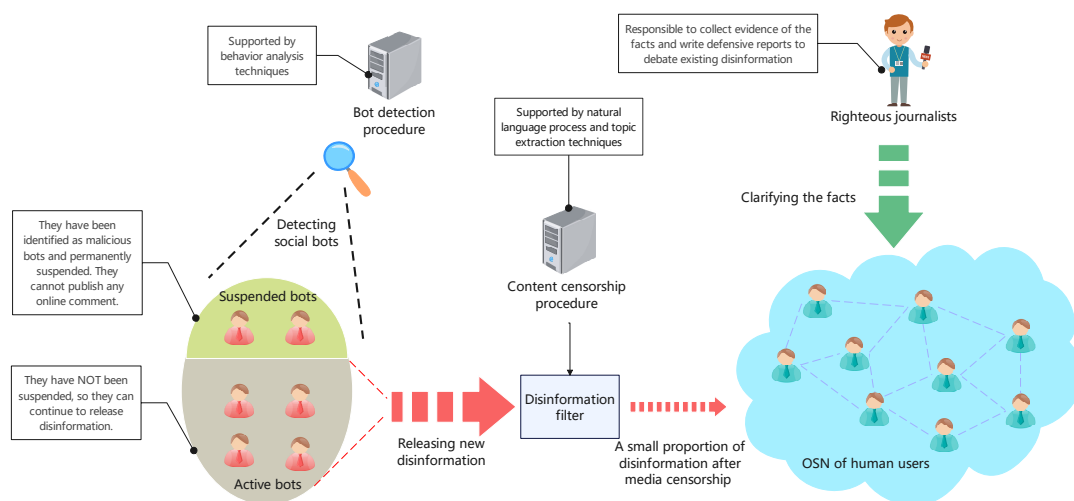 Supported by
behavior analysis
techniques
Bot detection
procedure
Responsible to collect evidence of the
facts and write defensive reports to
debate existing disinformation
Righteous journalists
Supported by natural
language process and topic
extraction techniques
Clarifying the facts
Detecting
social bots
They have been
identified as malicious
bots and permanently
suspended. They
cannot publish any
online comment.
Content censorship
procedure
Suspended bots
They have NOT been
suspended, so they can
continue to release
disinformation.
Active bots
Releasing new
disinformation
Disinformation
filter
A small proportion of
disinformation after
media censorship
OSN of human users